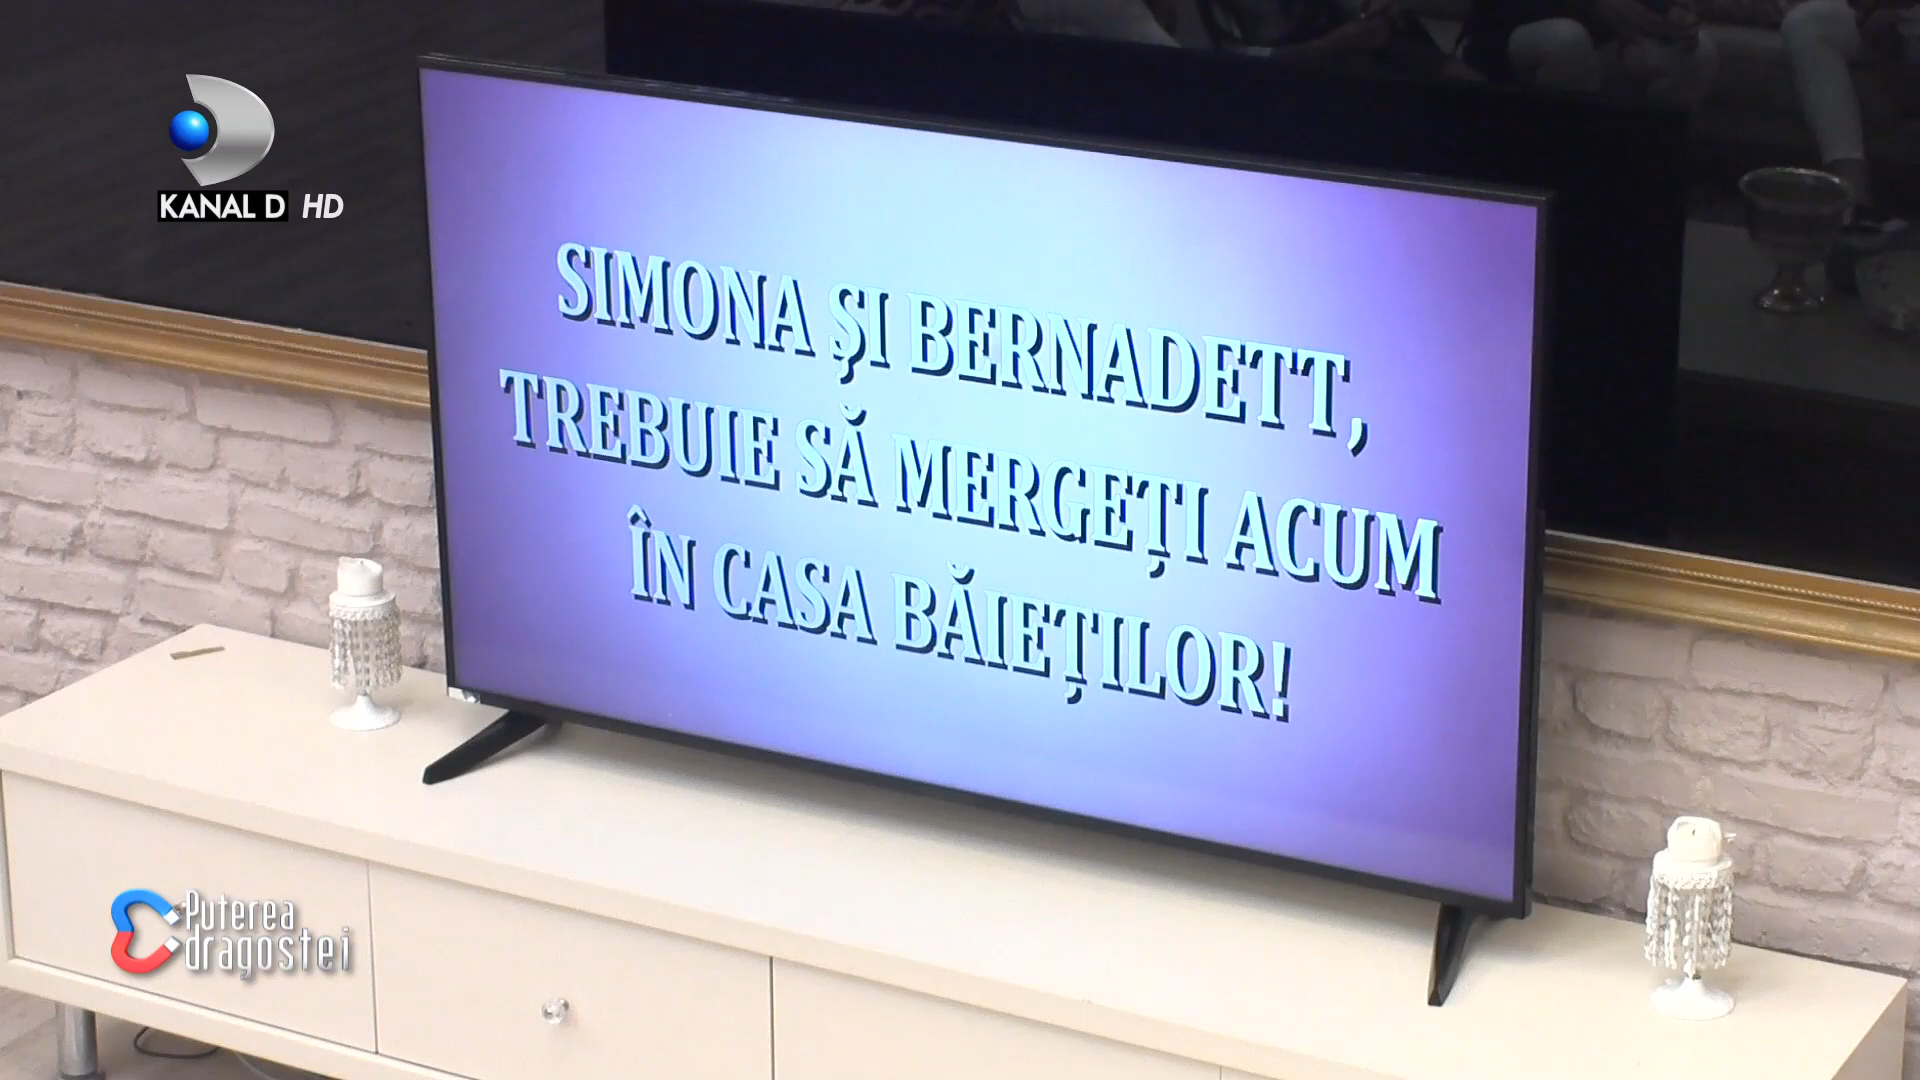 KANAL D HD
SIMONA ŞI BERNADETT,
TREBUIE SĂ MERGEȚI ACUM
ÎN CASA BĂIEȚILOR!
Puterea
dragostei